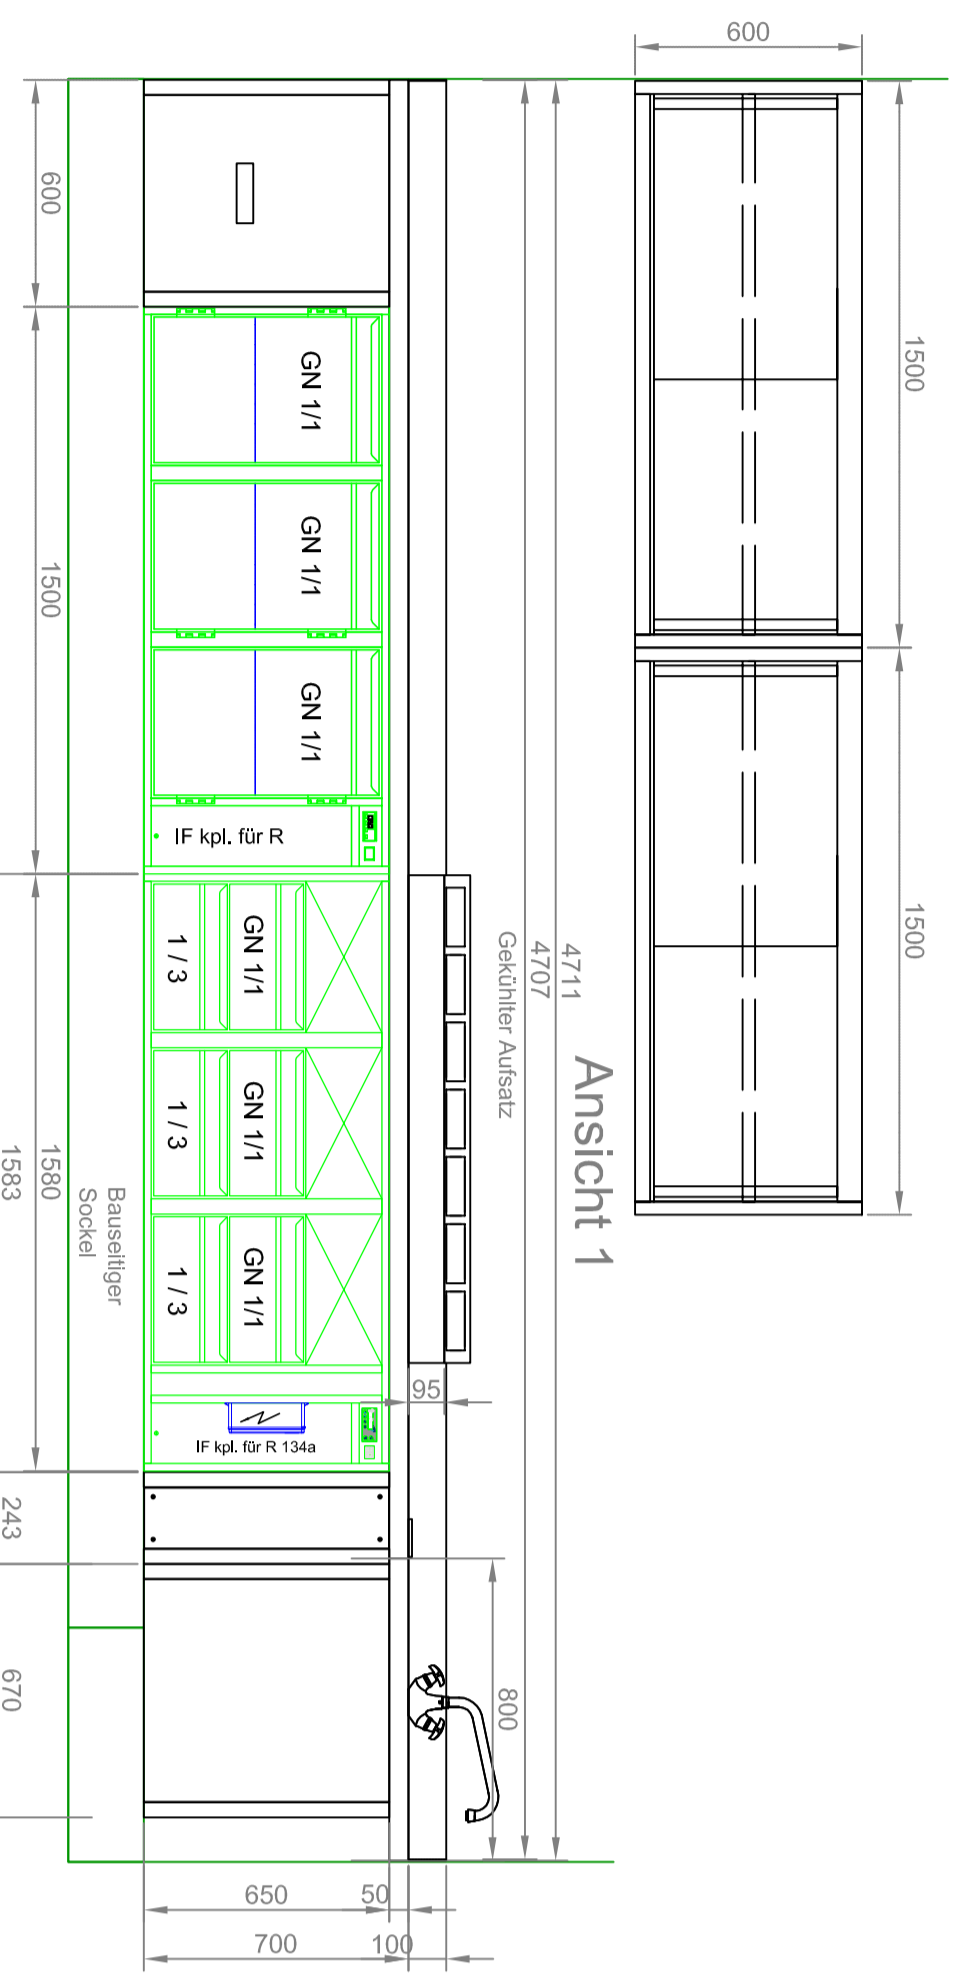 600
1500
1500
Ansicht 1
4711
4707
Gekühlter Aufsatz
95
800
GN 1/1
GN 1/1
GN 1/1
IF kpl. für R
GN 1/1
GN 1/1
GN 1/1
1 / 3
1 / 3
1 / 3
IF kpl. für R 134a
650
50
700
100
Bauseitiger
Sockel
600
1500
1580
1583
243
670